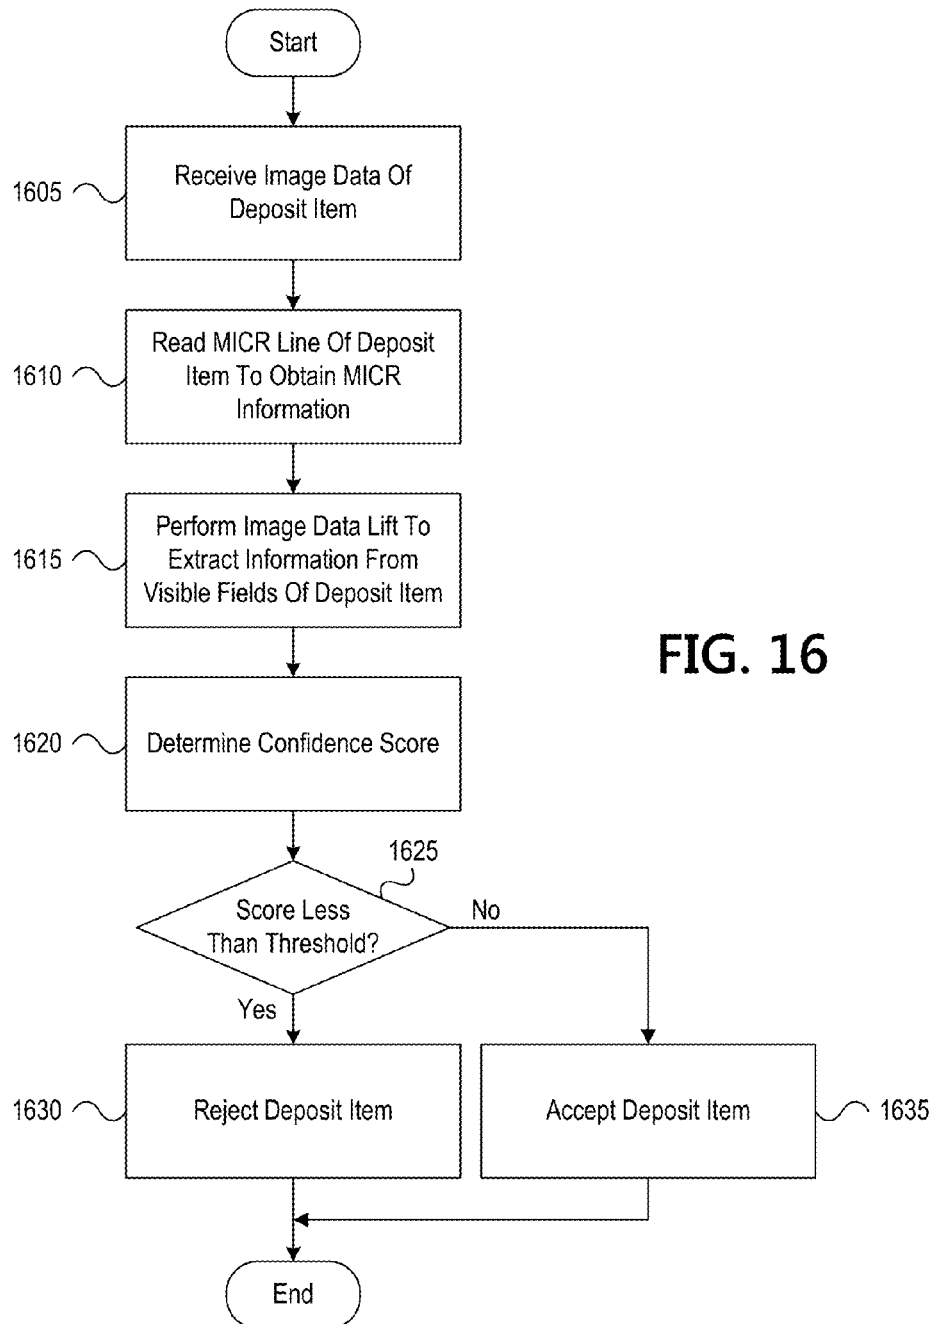 Start
1605
Receive Image Data Of
Deposit Item
1610
Read MICR Line Of Deposit
Item To Obtain MICR
Information
1615
Perform Image Data Lift To
Extract Information From
Visible Fields Of Deposit Item
FIG. 16
1620
Determine Confidence Score
1625
Score Less
Than Threshold?
No
Yes
1630
Reject Deposit Item
Accept Deposit Item
1635
End